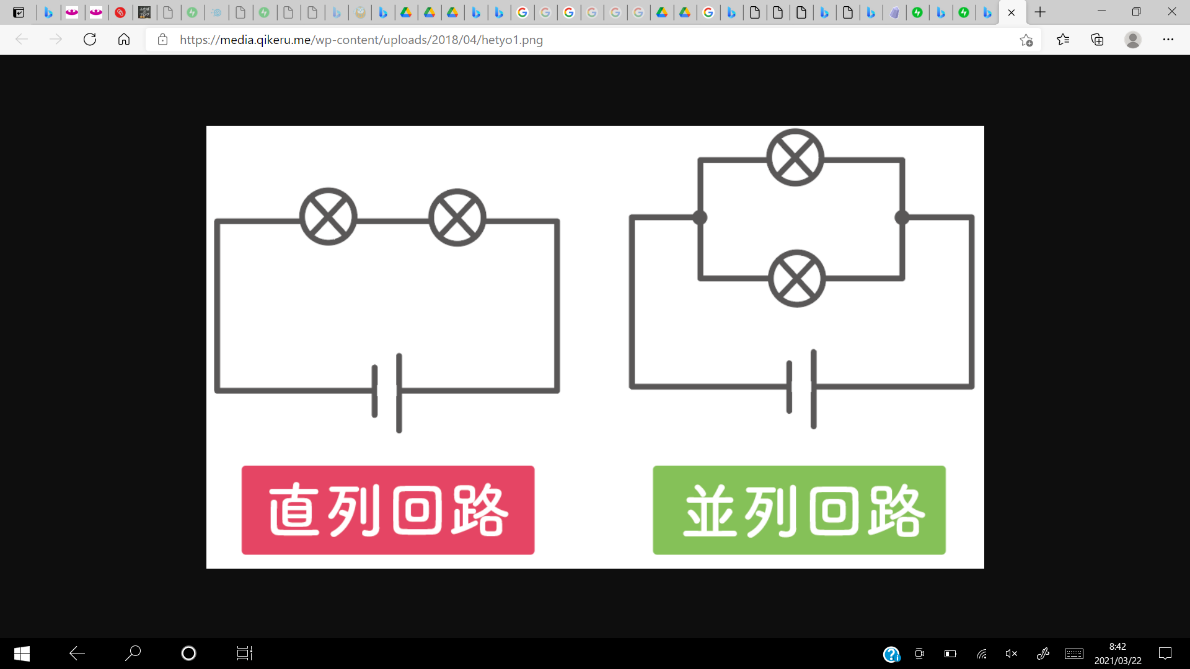 https://media.qikeru.me/wp-content/uploads/2018/04/hetyo1.png
直列回路
並列回路
8:42
2021/03/22